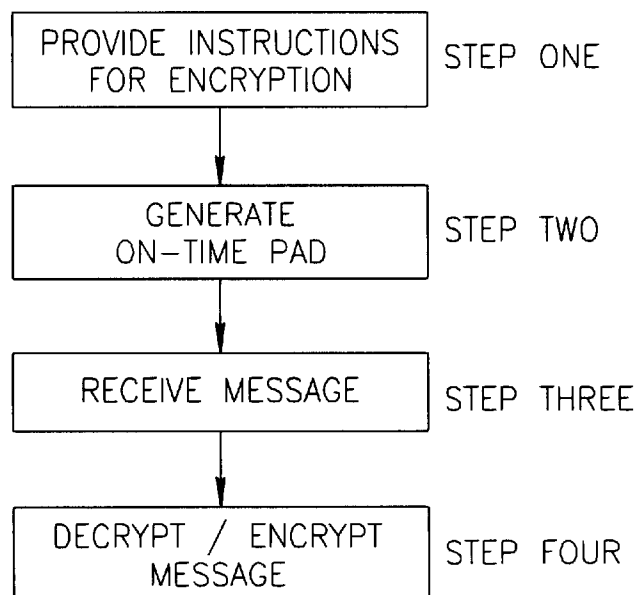 PROVIDE INSTRUCTIONS
FOR ENCRYPTION
STEP ONE
GENERATE
ON-TIME PAD
STEP TWO
RECEIVE MESSAGE
STEP THREE
DECRYPT / ENCRYPT
MESSAGE
STEP FOUR